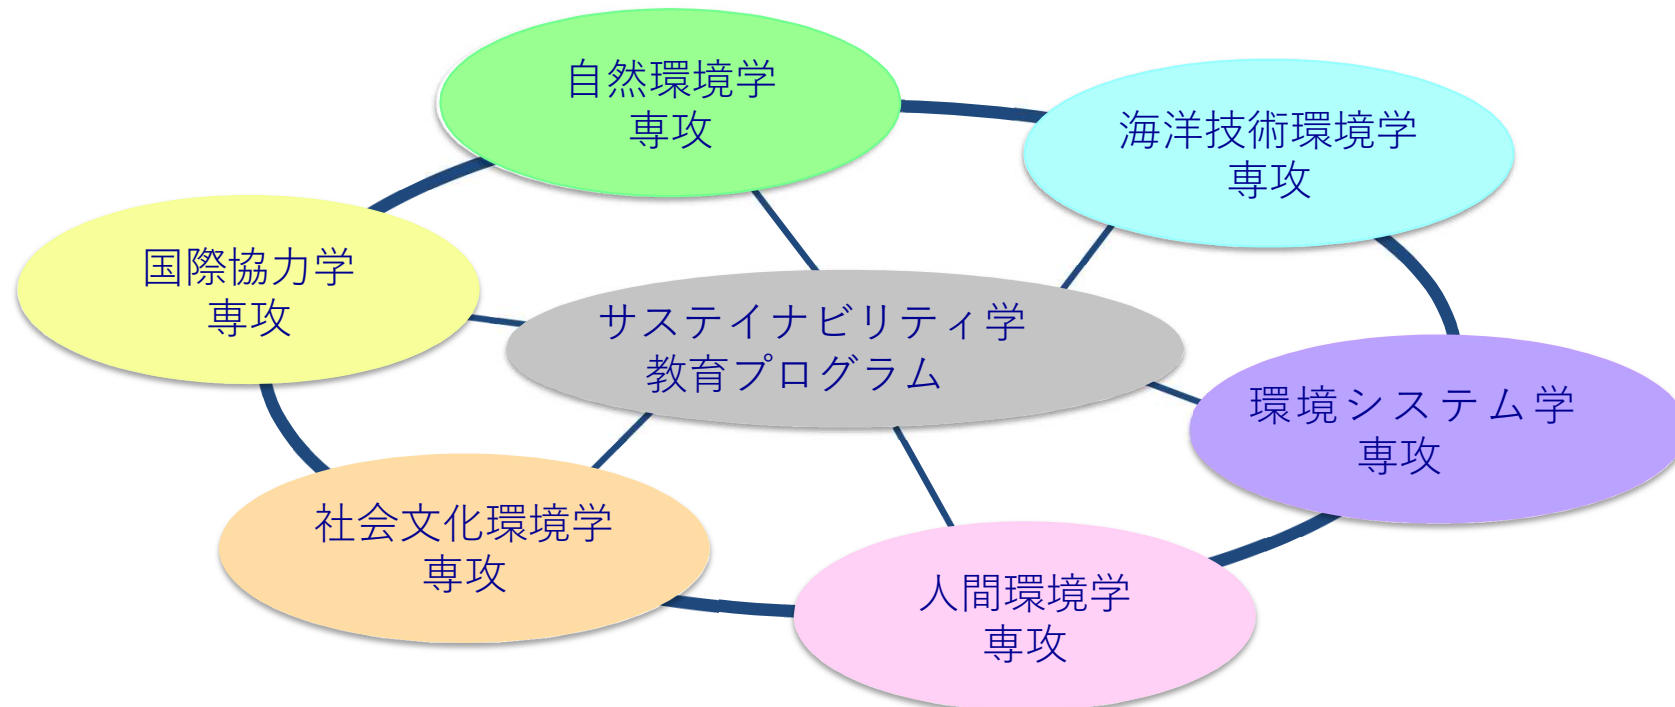 自然環境学
専攻
海洋技術環境学
専攻
国際協力学
専攻
サステイナビリティ学
教育プログラム
環境システム学
専攻
社会文化環境学
専攻
人間環境学
専攻